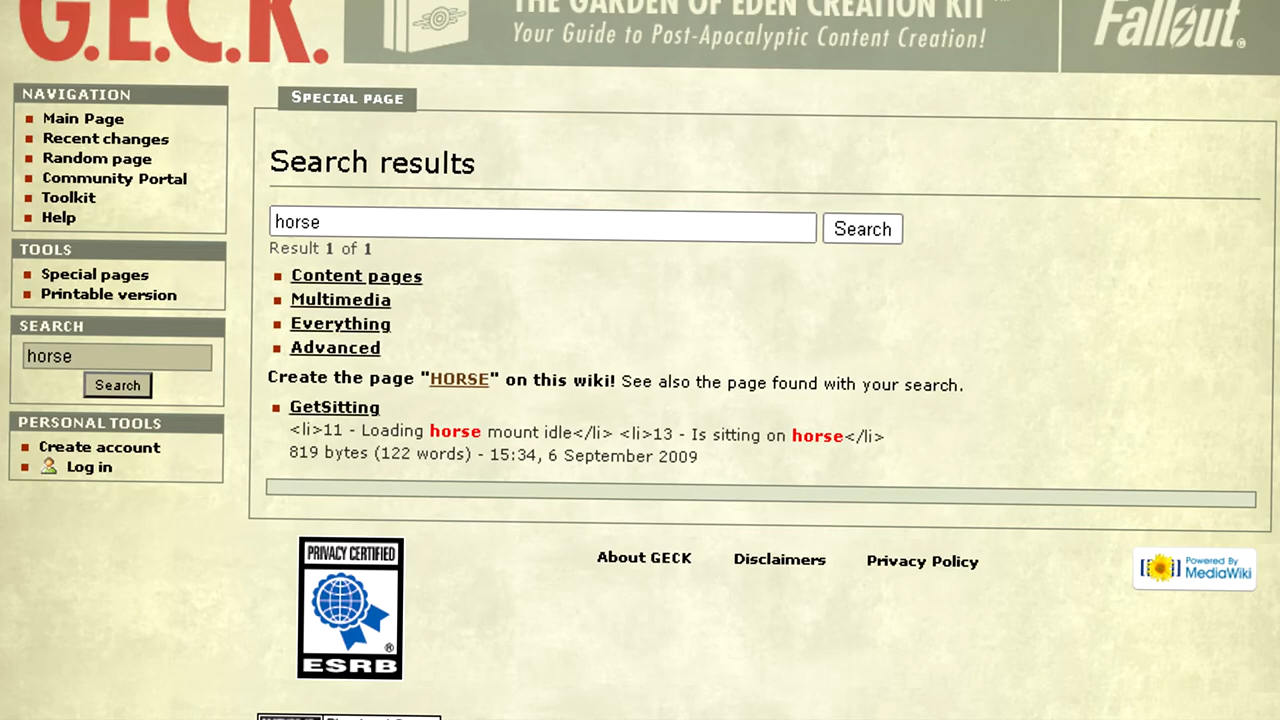 G.E.C.K.
THE GARDEN OF EDEN CREATION KIT™
Your Guide to Post-Apocalyptic Content Creation!
Fallout®
NAVIGATION
Main Page
Recent changes
Random page
Community Portal
Toolkit
Help
TOOLS
Special pages
Printable version
SEARCH
horse
Search
PERSONAL TOOLS
Create account
Log in
SPECIAL PAGE
Search results
horse
Search
Result 1 of 1
Content pages
Multimedia
Everything
Advanced
Create the page "HORSE" on this wiki! See also the page found with your search.
GetSitting
<li>11 - Loading horse mount idle</li> <li>13 - Is sitting on horse</li>
819 bytes (122 words) - 15:34, 6 September 2009
PRIVACY CERTIFIED
®
ESRB
About GECK
Disclaimers
Privacy Policy
Powered By
MediaWiki